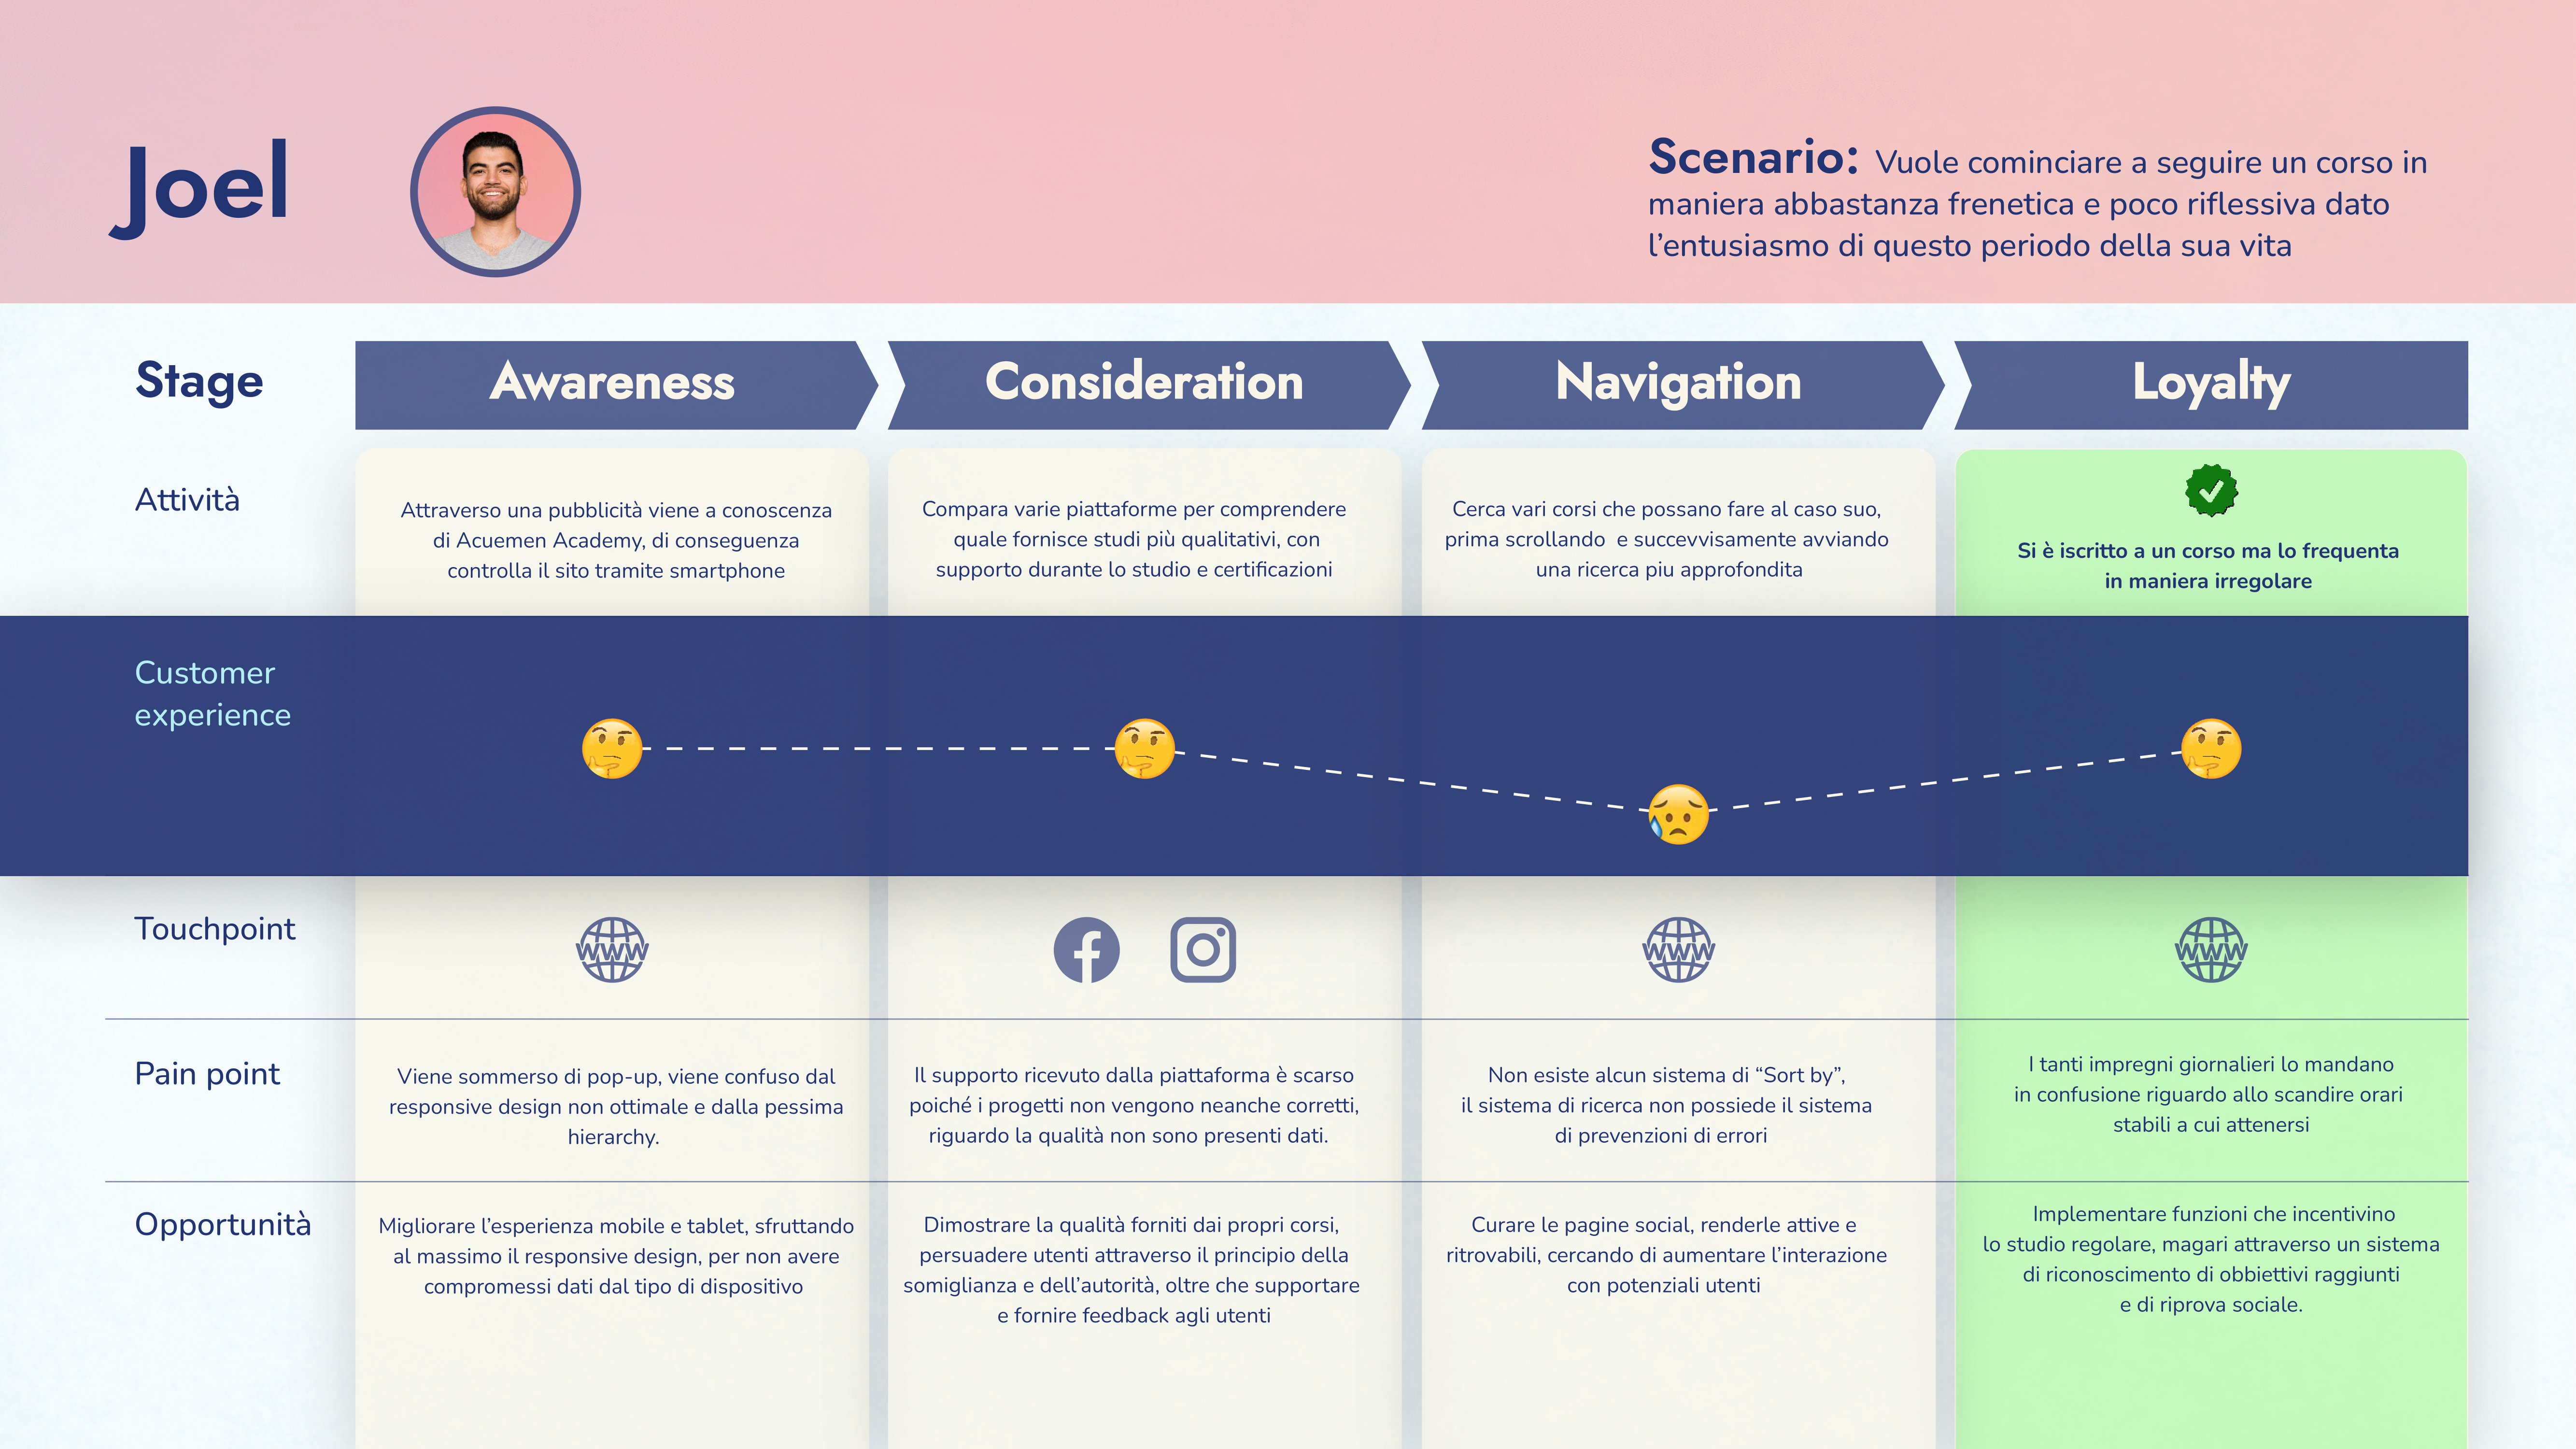 Joel
Scenario: Vuole cominciare a seguire un corso in
maniera abbastanza frenetica e poco riflessiva dato
l’entusiasmo di questo periodo della sua vita
Stage
Awareness
Consideration
Navigation
Loyalty
Attività
Attraverso una pubblicità viene a conoscenza
di Acuemen Academy, di conseguenza
controlla il sito tramite smartphone
Compara varie piattaforme per comprendere
quale fornisce studi più qualitativi, con
supporto durante lo studio e certificazioni
Cerca vari corsi che possano fare al caso suo,
prima scrollando  e succevvisamente avviando
una ricerca piu approfondita
Si è iscritto a un corso ma lo frequenta
in maniera irregolare
Customer
experience
Touchpoint
WWW
WWW
WWW
Pain point
Viene sommerso di pop-up, viene confuso dal
responsive design non ottimale e dalla pessima
hierarchy.
Il supporto ricevuto dalla piattaforma è scarso
poiché i progetti non vengono neanche corretti,
riguardo la qualità non sono presenti dati.
Non esiste alcun sistema di “Sort by”,
il sistema di ricerca non possiede il sistema
di prevenzioni di errori
I tanti impregni giornalieri lo mandano
in confusione riguardo allo scandire orari
stabili a cui attenersi
Opportunità
Migliorare l’esperienza mobile e tablet, sfruttando
al massimo il responsive design, per non avere
compromessi dati dal tipo di dispositivo
Dimostrare la qualità forniti dai propri corsi,
persuadere utenti attraverso il principio della
somiglianza e dell’autorità, oltre che supportare
e fornire feedback agli utenti
Curare le pagine social, renderle attive e
ritrovabili, cercando di aumentare l’interazione
con potenziali utenti
Implementare funzioni che incentivino
lo studio regolare, magari attraverso un sistema
di riconoscimento di obbiettivi raggiunti
e di riprova sociale.